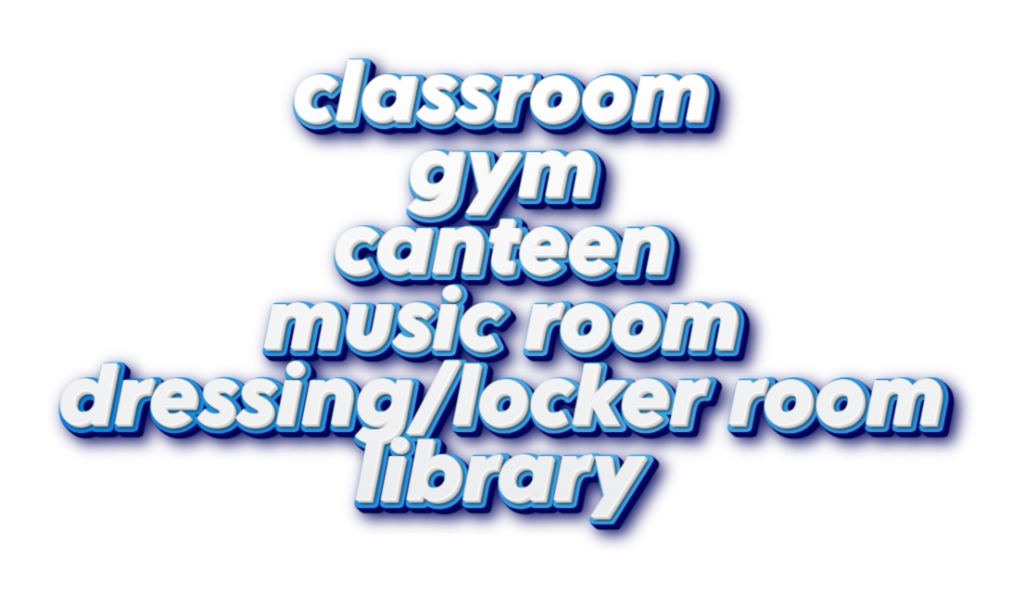 classroom
gym
canteen
music room
dressing/locker room
library